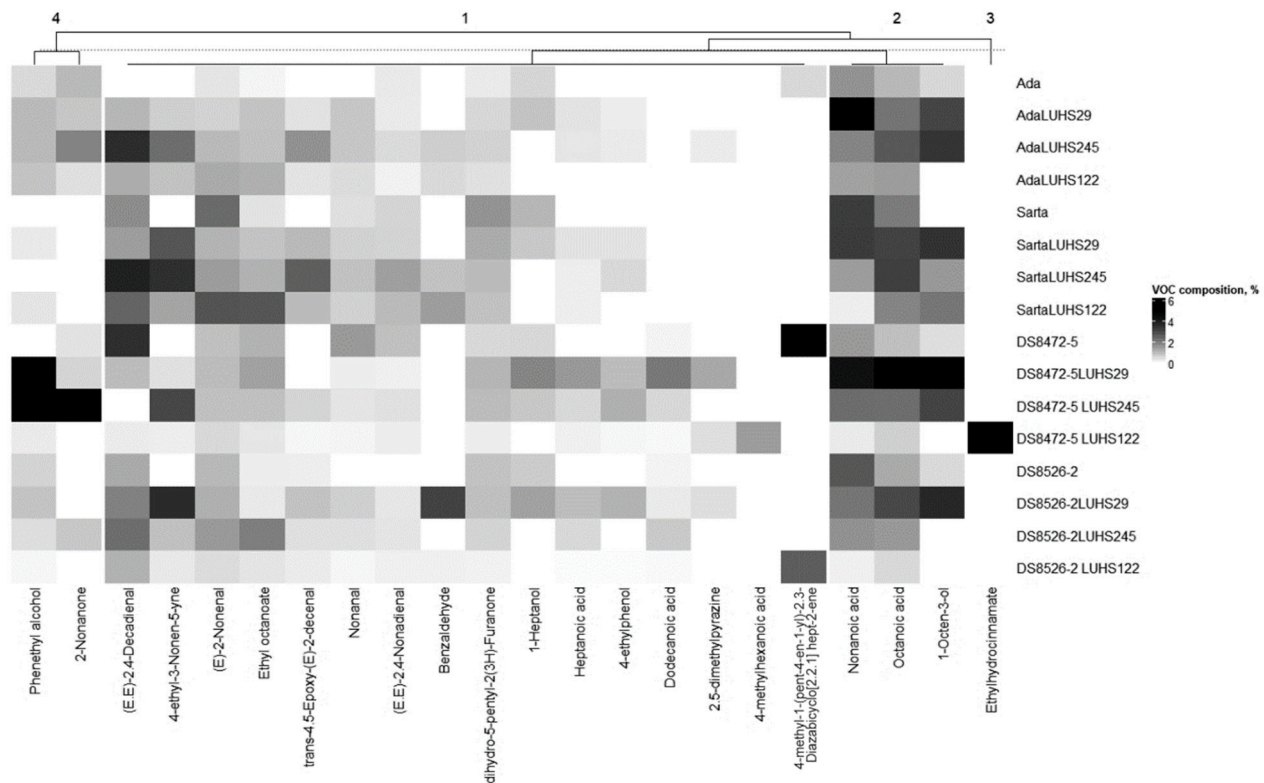 4 1 2 3
Ada
AdaLUHS29
AdaLUHS245
AdaLUHS122
Sarta
SartaLUHS29
SartaLUHS245
SartaLUHS122
DS8472-5
DS8472-5LUHS29
DS8472-5 LUHS245
DS8472-5 LUHS122
DS8526-2
DS8526-2LUHS29
DS8526-2LUHS245
DS8526-2 LUHS122
VOC composition, %
6
4
2
0
Phenethyl alcohol
2-Nonanone
(E.E)-2.4-Decadienal
4-ethyl-3-Nonen-5-yne
(E)-2-Nonenal
Ethyl octanoate
trans-4.5-Epoxy-(E)-2-decenal
Nonanal
(E.E)-2.4-Nonadienal
Benzaldehyde
dihydro-5-pentyl-2(3H)-Furanone
1-Heptanol
Heptanoic acid
4-ethylphenol
Dodecanoic acid
2.5-dimethylpyrazine
4-methylhexanoic acid
4-methyl-1-(pent-4-en-1-yl)-2.3-
Diazabicyclo[2.2.1] hept-2-ene
Nonanoic acid
Octanoic acid
1-Octen-3-ol
Ethylhydrocinnamate